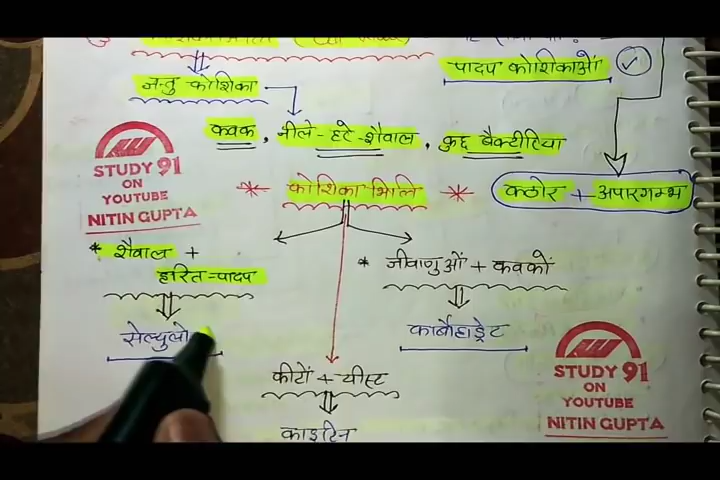 पादप कोशिकाओं
जन्तु कोशिका
कवक, नीले-हरे-शैवाल, कुछ बैक्टीरिया
STUDY 91
ON
YOUTUBE
NITIN GUPTA
कोशिका भित्ति
कठोर + अपारगम्य
* शैवाल +
हरित-पादप
* जीवाणुओं + कवकों
सेल्युलो
कार्बोहाइड्रेट
कीटों + यीस्ट
काइटिन
STUDY 91
ON
YOUTUBE
NITIN GUPTA